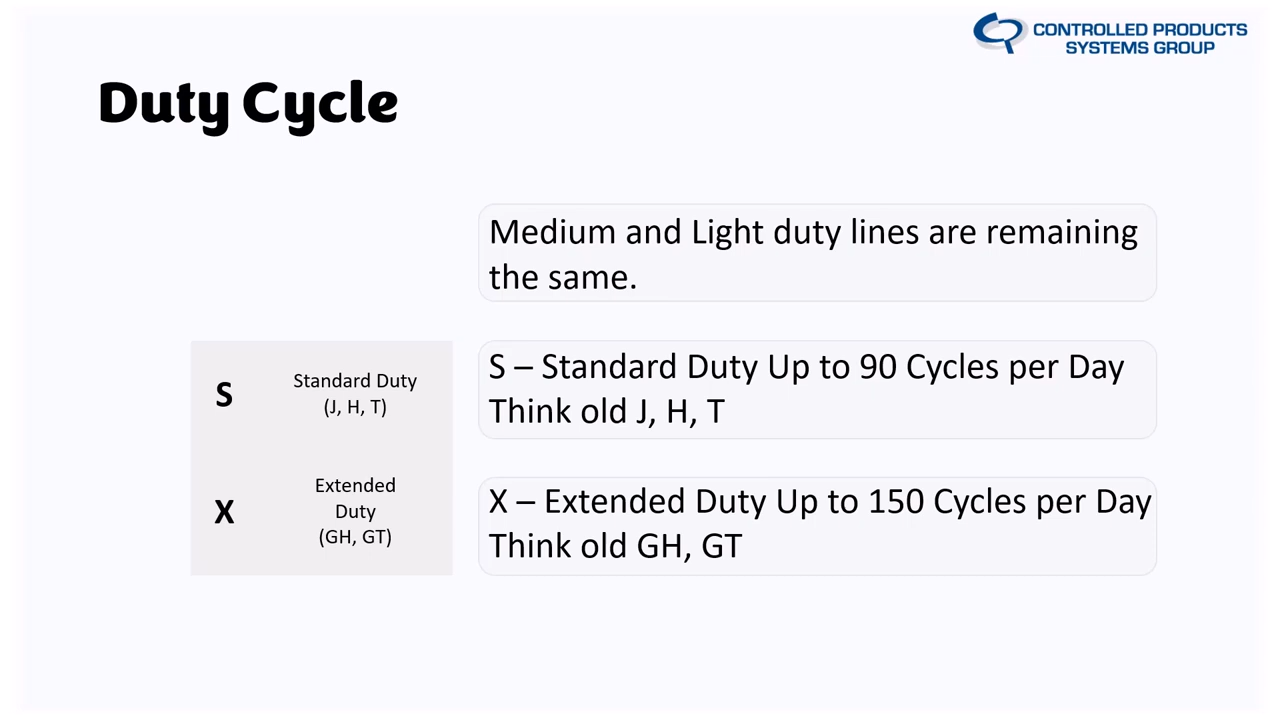 CONTROLLED PRODUCTS
SYSTEMS GROUP
Duty Cycle
Medium and Light duty lines are remaining
the same.
S
Standard Duty
(J, H, T)
S – Standard Duty Up to 90 Cycles per Day
Think old J, H, T
X
Extended
Duty
(GH, GT)
X – Extended Duty Up to 150 Cycles per Day
Think old GH, GT